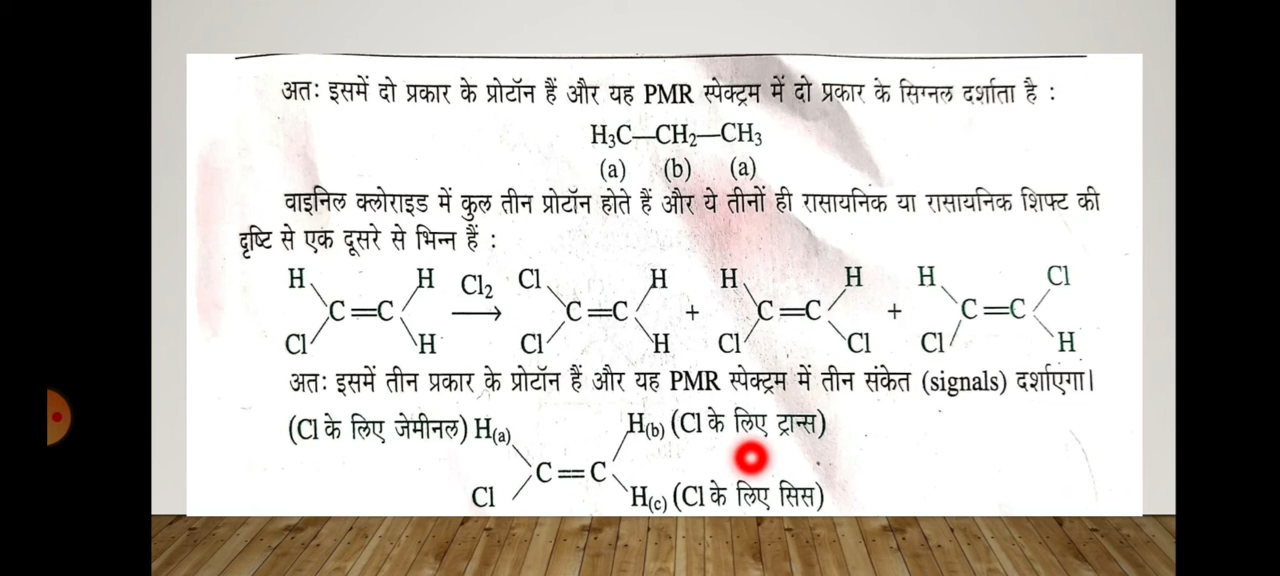 अतः इसमें दो प्रकार के प्रोटॉन हैं और यह PMR स्पेक्ट्रम में दो प्रकार के सिग्नल दर्शाता है :
H₃C—CH₂—CH₃
(a) (b) (a)
वाइनिल क्लोराइड में कुल तीन प्रोटॉन होते हैं और ये तीनों ही रासायनिक या रासायनिक शिफ्ट की
दृष्टि से एक दूसरे से भिन्न हैं :
H H Cl₂ Cl H H H H Cl
C=C ⟶ C=C + C=C + C=C
Cl H Cl H Cl Cl Cl H
अतः इसमें तीन प्रकार के प्रोटॉन हैं और यह PMR स्पेक्ट्रम में तीन संकेत (signals) दर्शाएगा।
(Cl के लिए जेमीनल) H(a) H(b) (Cl के लिए ट्रान्स)
C=C
Cl H(c) (Cl के लिए सिस)